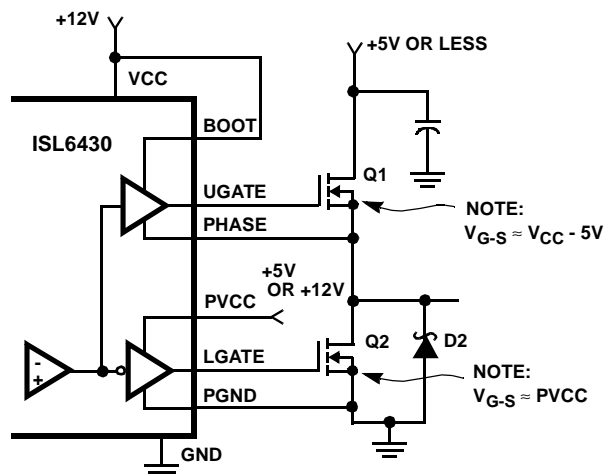 +12V
VCC
+5V OR LESS
BOOT
ISL6430
Q1
UGATE
NOTE:
V_G-S ≈ V_CC - 5V
PHASE
+5V
OR +12V
PVCC
Q2
D2
LGATE
NOTE:
V_G-S ≈ PVCC
-
+
PGND
GND